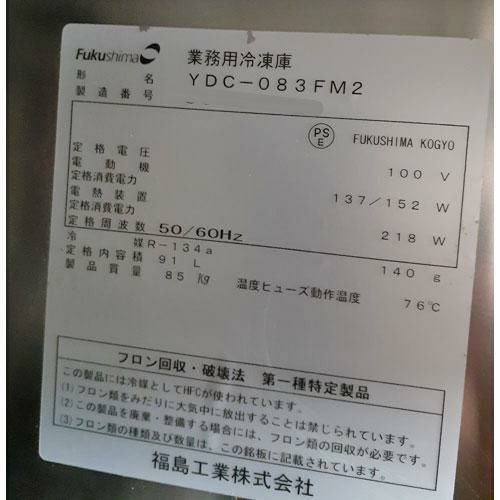 Fukushima 業務用冷凍庫
形名 YDC-083FM2
製造番号
PSE FUKUSHIMA KOGYO
定格電圧 100 V
電動機
定格消費電力 137/152 W
電熱装置
定格消費電力 218 W
定格周波数 50/60Hz
冷媒 R-134a 140 g
定格内容積 91 L
製品質量 85 kg 温度ヒューズ動作温度 76℃
フロン回収・破壊法 第一種特定製品
この製品には冷媒としてHFCが使われています。
(1)フロン類をみだりに大気中に放出することは禁じられています。
(2)この製品を廃棄・整備する場合には、フロン類の回収が必要です。
(3)フロン類の種類及び数量は、この銘板に記載されています。
福島工業株式会社